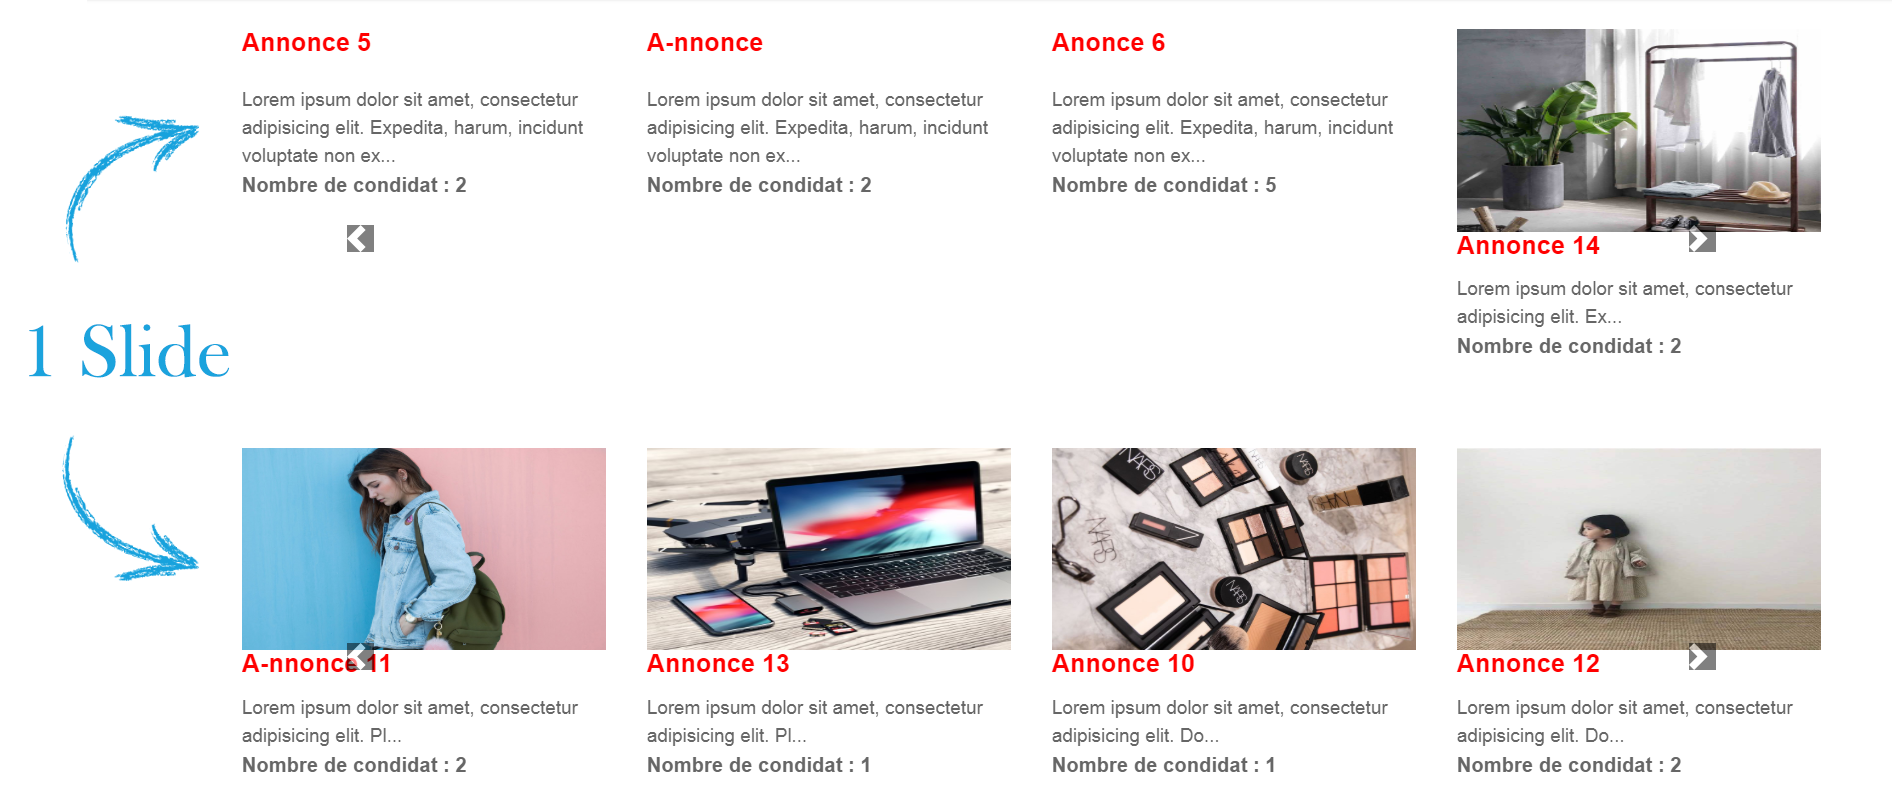 Annonce 5
Lorem ipsum dolor sit amet, consectetur
adipisicing elit. Expedita, harum, incidunt
voluptate non ex...
Nombre de condidat : 2
A-nnonce
Lorem ipsum dolor sit amet, consectetur
adipisicing elit. Expedita, harum, incidunt
voluptate non ex...
Nombre de condidat : 2
Anonce 6
Lorem ipsum dolor sit amet, consectetur
adipisicing elit. Expedita, harum, incidunt
voluptate non ex...
Nombre de condidat : 5
Annonce 14
Lorem ipsum dolor sit amet, consectetur
adipisicing elit. Ex...
Nombre de condidat : 2
1 Slide
A-nnonce 11
Lorem ipsum dolor sit amet, consectetur
adipisicing elit. Pl...
Nombre de condidat : 2
Annonce 13
Lorem ipsum dolor sit amet, consectetur
adipisicing elit. Pl...
Nombre de condidat : 1
NARS
NARS
NARS
NARS
Annonce 10
Lorem ipsum dolor sit amet, consectetur
adipisicing elit. Do...
Nombre de condidat : 1
Annonce 12
Lorem ipsum dolor sit amet, consectetur
adipisicing elit. Do...
Nombre de condidat : 2